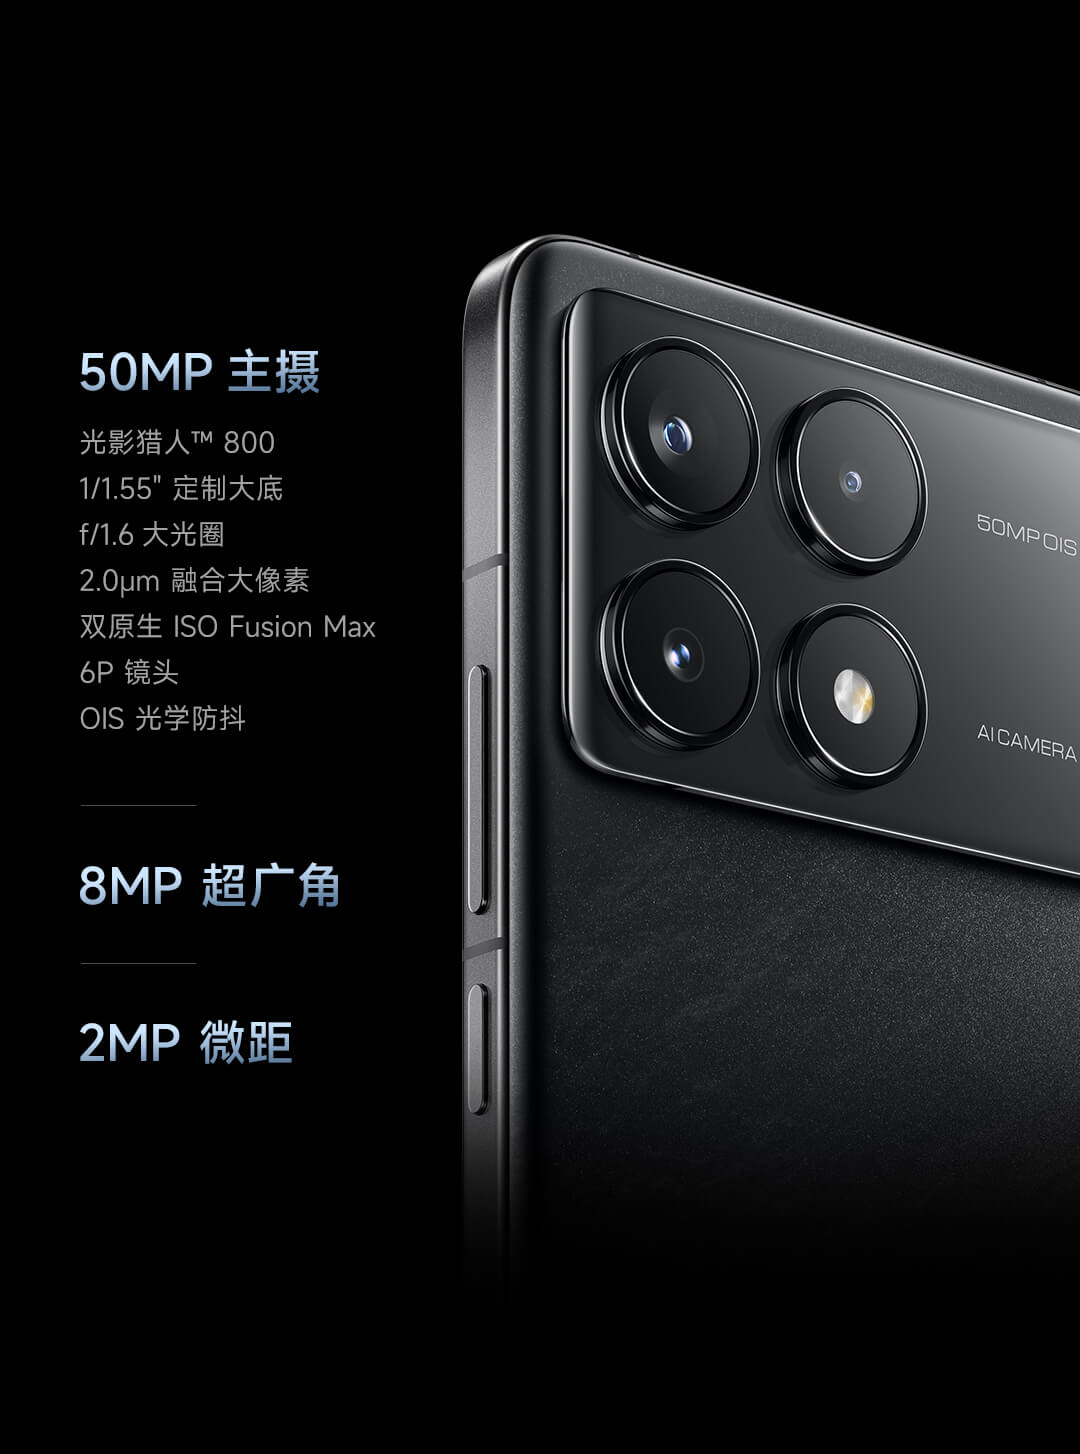 50MP 主摄
光影猎人™ 800
1/1.55" 定制大底
f/1.6 大光圈
2.0μm 融合大像素
双原生 ISO Fusion Max
6P 镜头
OIS 光学防抖
8MP 超广角
2MP 微距
50MP OIS
AI CAMERA